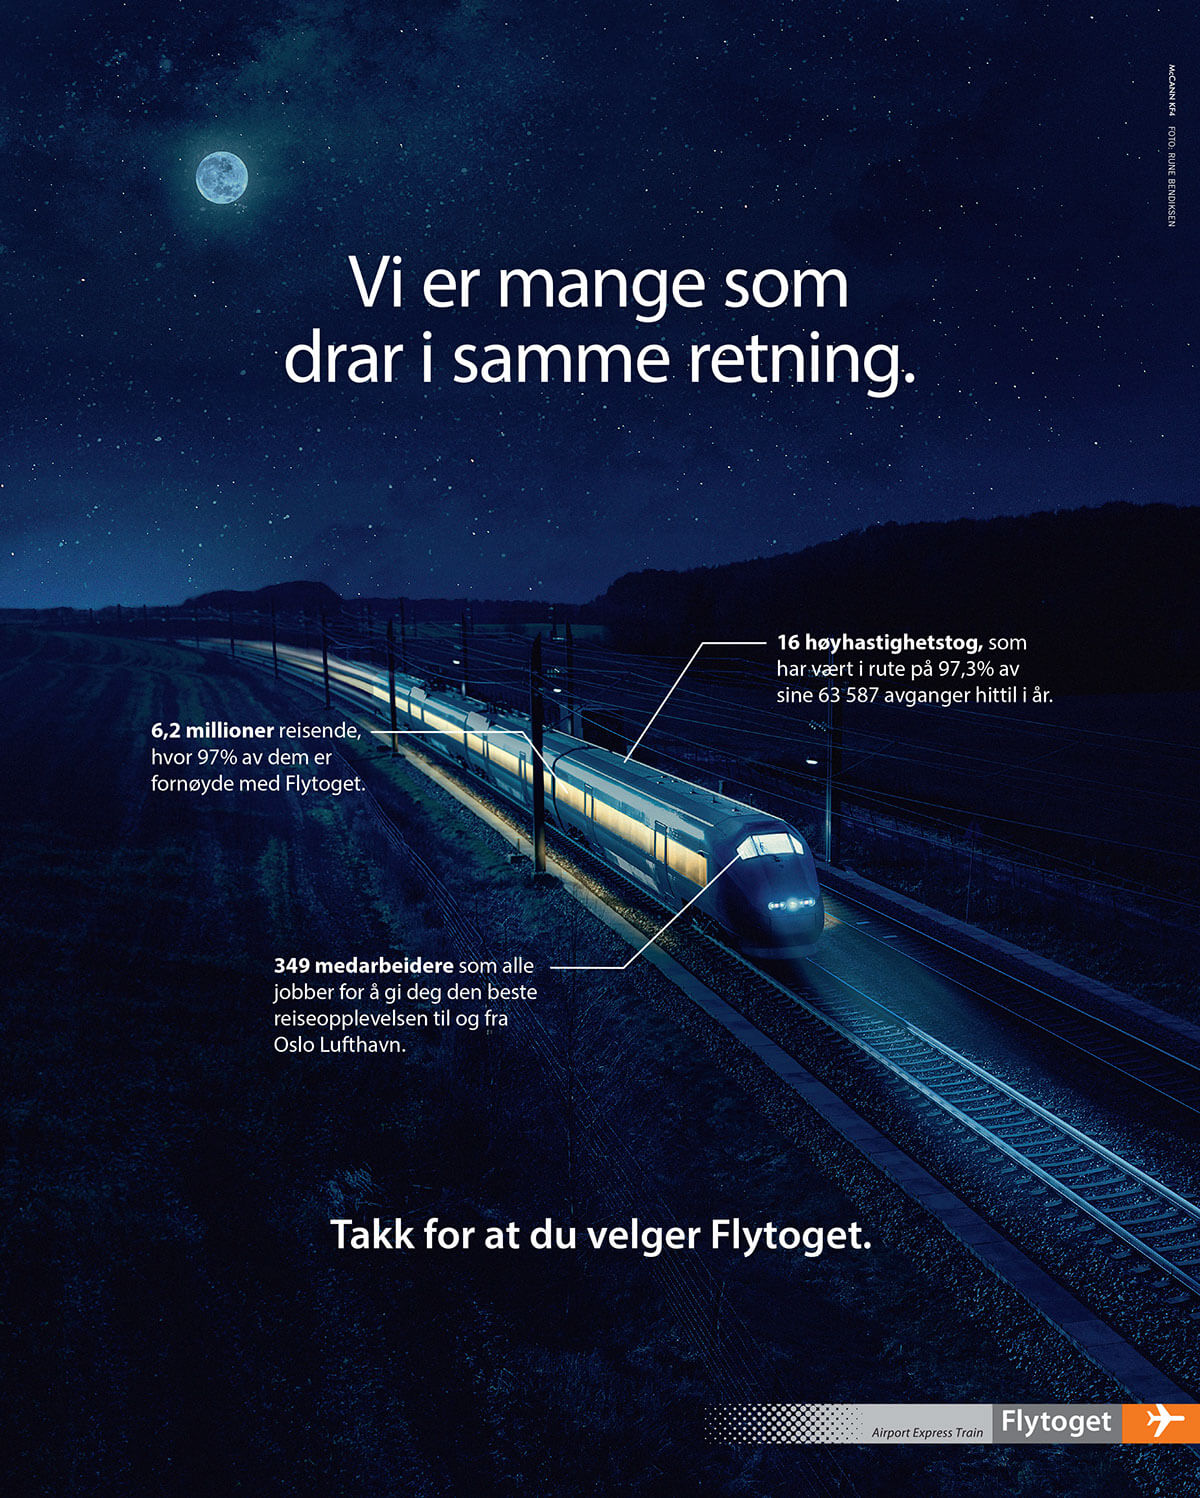 McCANN KF4 FOTO: RUNE BENDIKSEN
Vi er mange som
drar i samme retning.
16 høyhastighetstog, som
har vært i rute på 97,3% av
sine 63 587 avganger hittil i år.
6,2 millioner reisende,
hvor 97% av dem er
fornøyde med Flytoget.
349 medarbeidere som alle
jobber for å gi deg den beste
reiseopplevelsen til og fra
Oslo Lufthavn.
Takk for at du velger Flytoget.
Airport Express Train
Flytoget